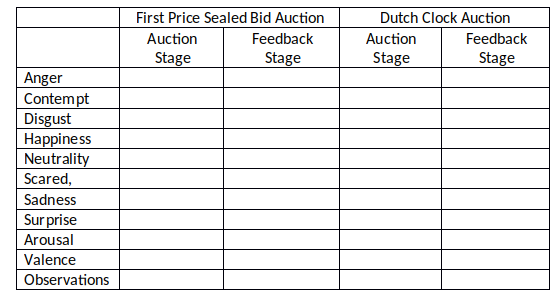 First Price Sealed Bid Auction Dutch Clock Auction
Auction Stage Feedback Stage Auction Stage Feedback Stage
Anger
Contempt
Disgust
Happiness
Neutrality
Scared,
Sadness
Surprise
Arousal
Valence
Observations